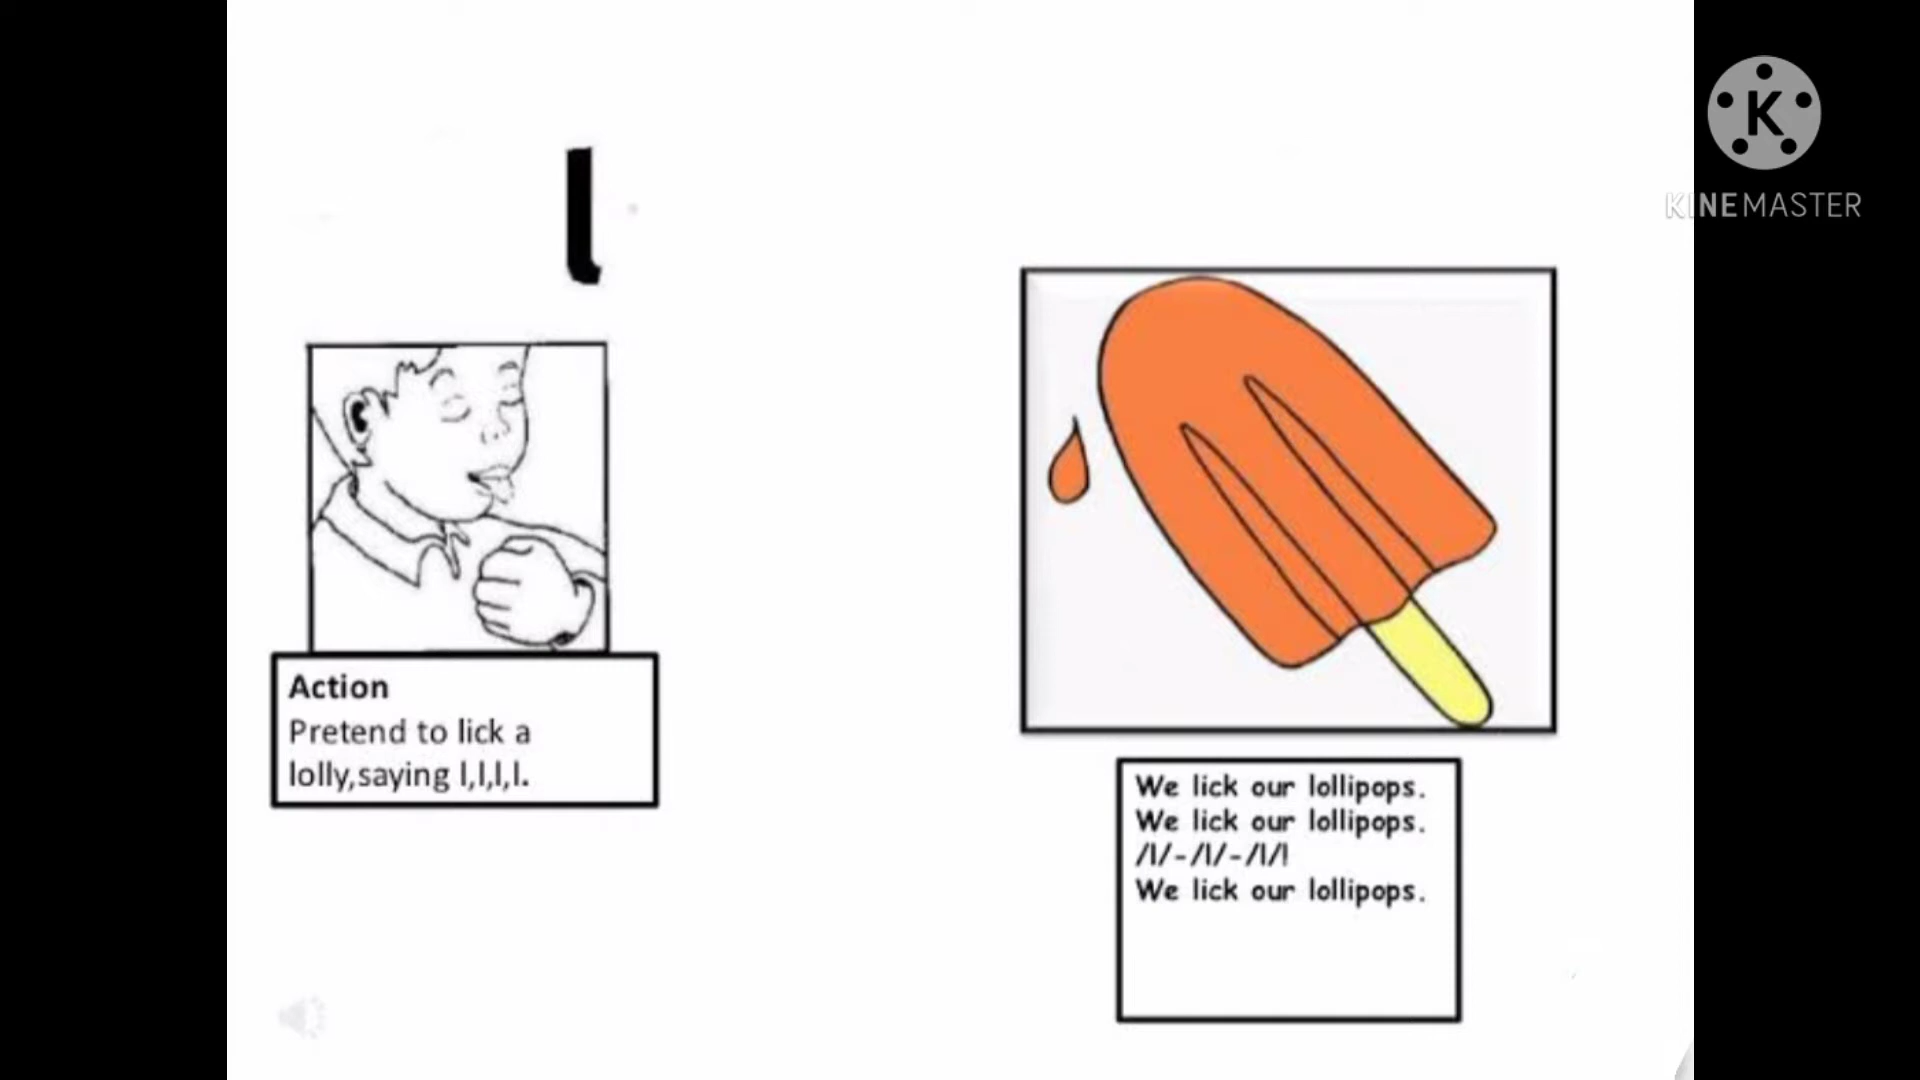 l
Action
Pretend to lick a
lolly,saying l,l,l,l.
We lick our lollipops.
We lick our lollipops.
/l/-/l/-/l/l
We lick our lollipops.
K
KINEMASTER